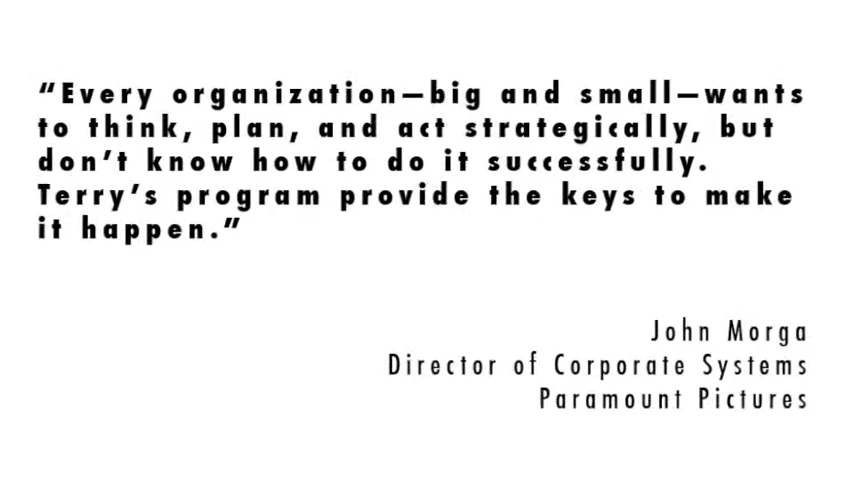 “Every organization—big and small—wants
to think, plan, and act strategically, but
don’t know how to do it successfully.
Terry’s program provide the keys to make
it happen.”
John Morga
Director of Corporate Systems
Paramount Pictures